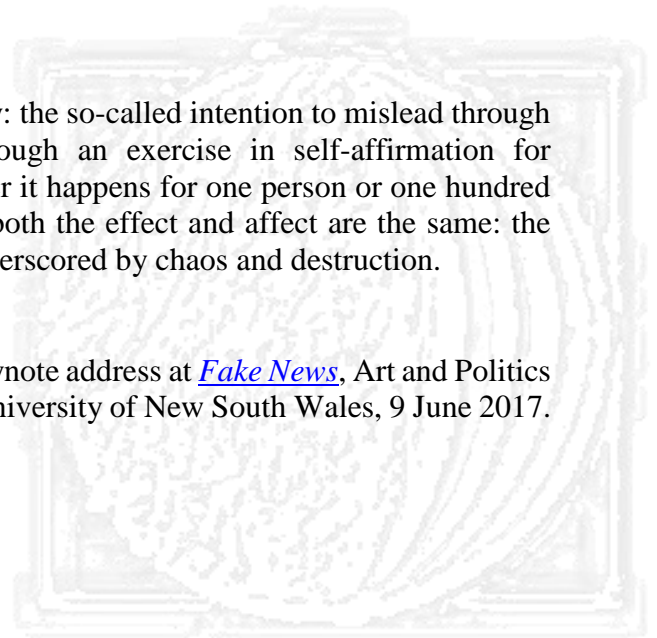 : the so-called intention to mislead through
ough an exercise in self-affirmation for
r it happens for one person or one hundred
both the effect and affect are the same: the
erscored by chaos and destruction.
note address at Fake News, Art and Politics
niversity of New South Wales, 9 June 2017.